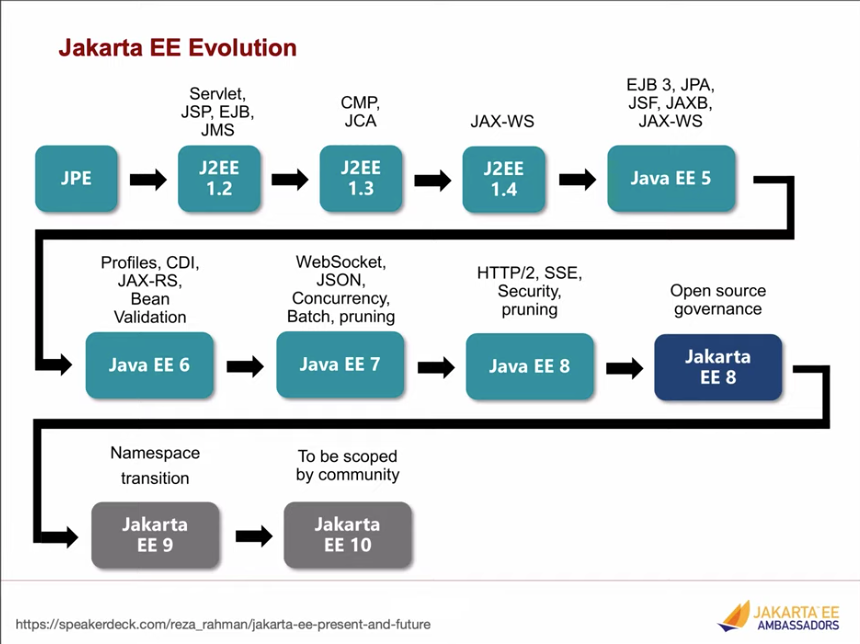 Jakarta EE Evolution
Servlet,
JSP, EJB,
JMS
CMP,
JCA
JAX-WS
EJB 3, JPA,
JSF, JAXB,
JAX-WS
JPE
J2EE
1.2
J2EE
1.3
J2EE
1.4
Java EE 5
Profiles, CDI,
JAX-RS,
Bean
Validation
WebSocket,
JSON,
Concurrency,
Batch, pruning
HTTP/2, SSE,
Security,
pruning
Open source
governance
Java EE 6
Java EE 7
Java EE 8
Jakarta
EE 8
Namespace
transition
To be scoped
by community
Jakarta
EE 9
Jakarta
EE 10
https://speakerdeck.com/reza_rahman/jakarta-ee-present-and-future
JAKARTA EE
AMBASSADORS